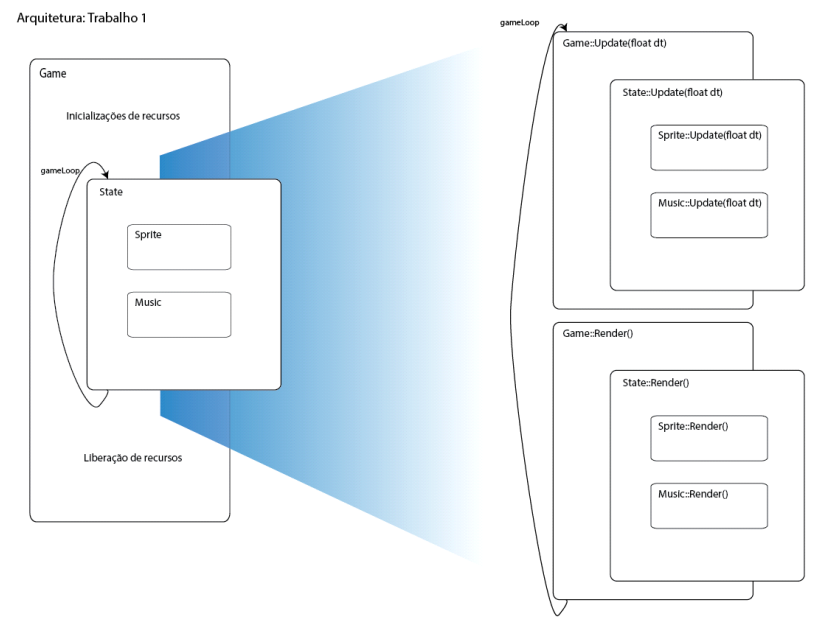 Arquitetura: Trabalho 1
Game
Inicializações de recursos
gameLoop
State
Sprite
Music
Liberação de recursos
gameLoop
Game::Update(float dt)
State::Update(float dt)
Sprite::Update(float dt)
Music::Update(float dt)
Game::Render()
State::Render()
Sprite::Render()
Music::Render()